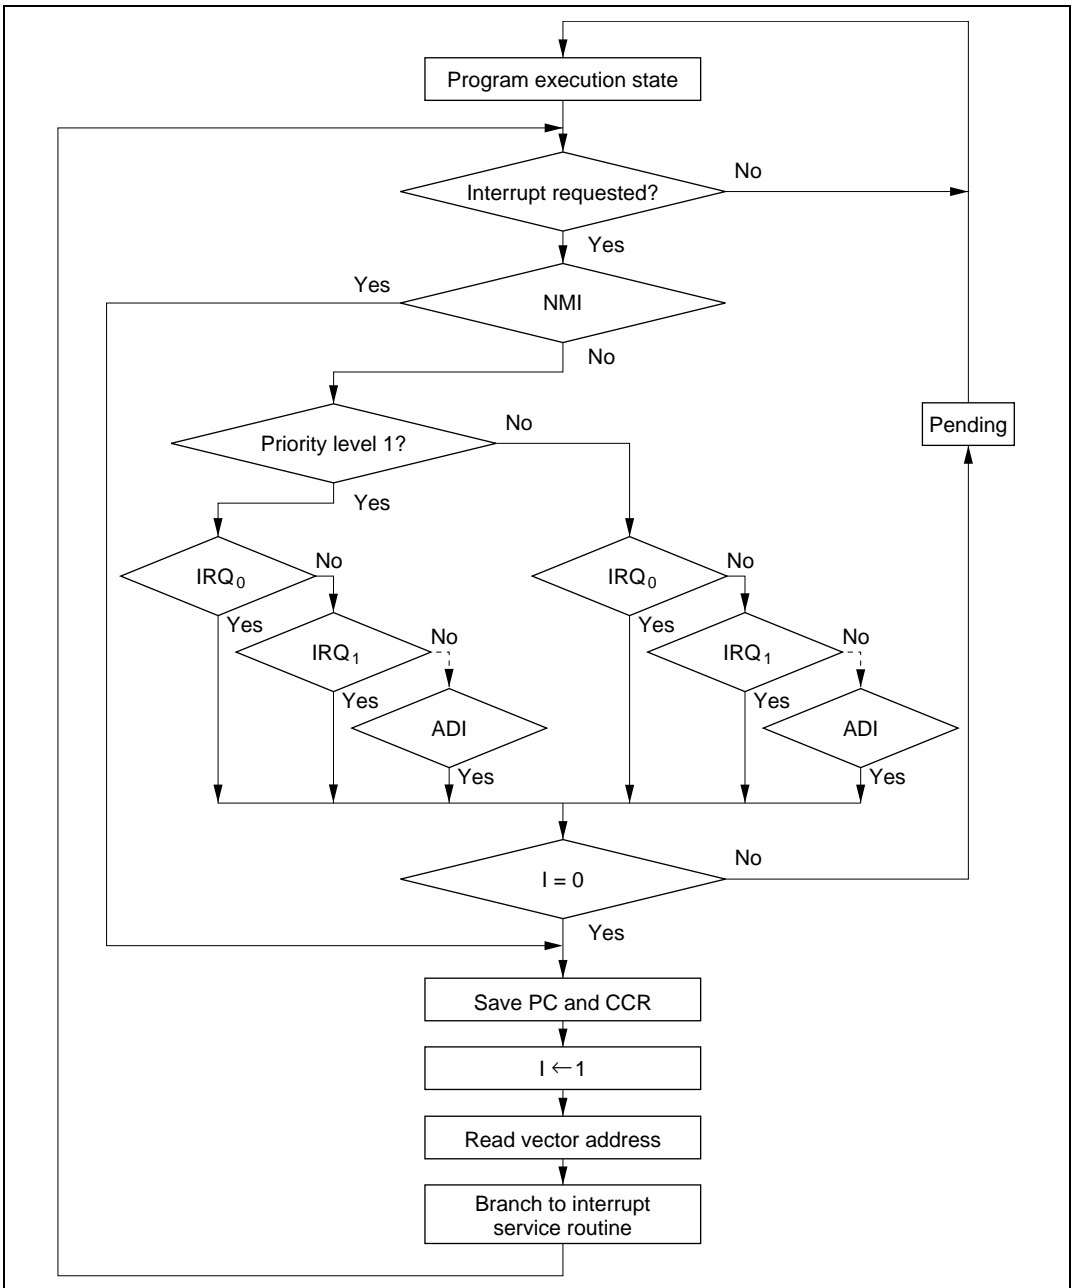 Program execution state
No
Interrupt requested?
Yes
Yes
NMI
No
No
Pending
Priority level 1?
Yes
No
No
IRQ0
IRQ0
Yes
No
Yes
No
IRQ1
IRQ1
Yes
Yes
ADI
ADI
Yes
Yes
No
I = 0
Yes
Save PC and CCR
I ← 1
Read vector address
Branch to interrupt
service routine